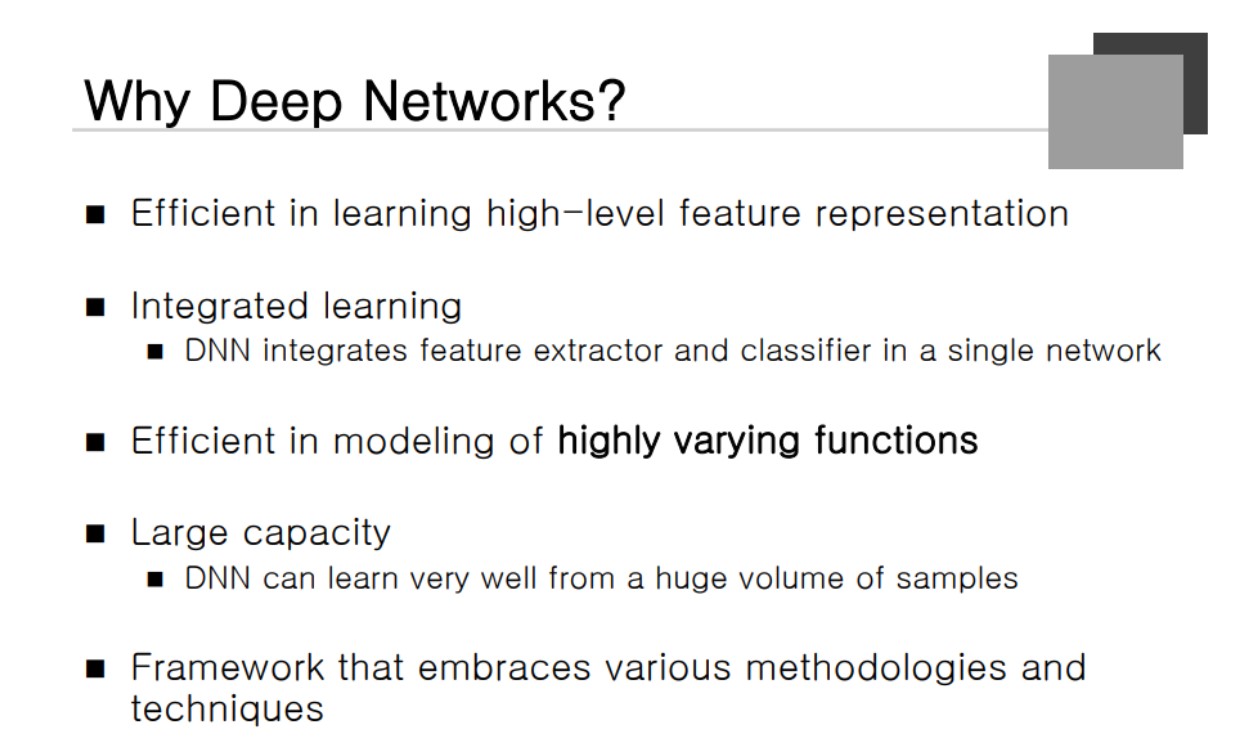 Why Deep Networks?
■ Efficient in learning high-level feature representation
■ Integrated learning
■ DNN integrates feature extractor and classifier in a single network
■ Efficient in modeling of highly varying functions
■ Large capacity
■ DNN can learn very well from a huge volume of samples
■ Framework that embraces various methodologies and
techniques